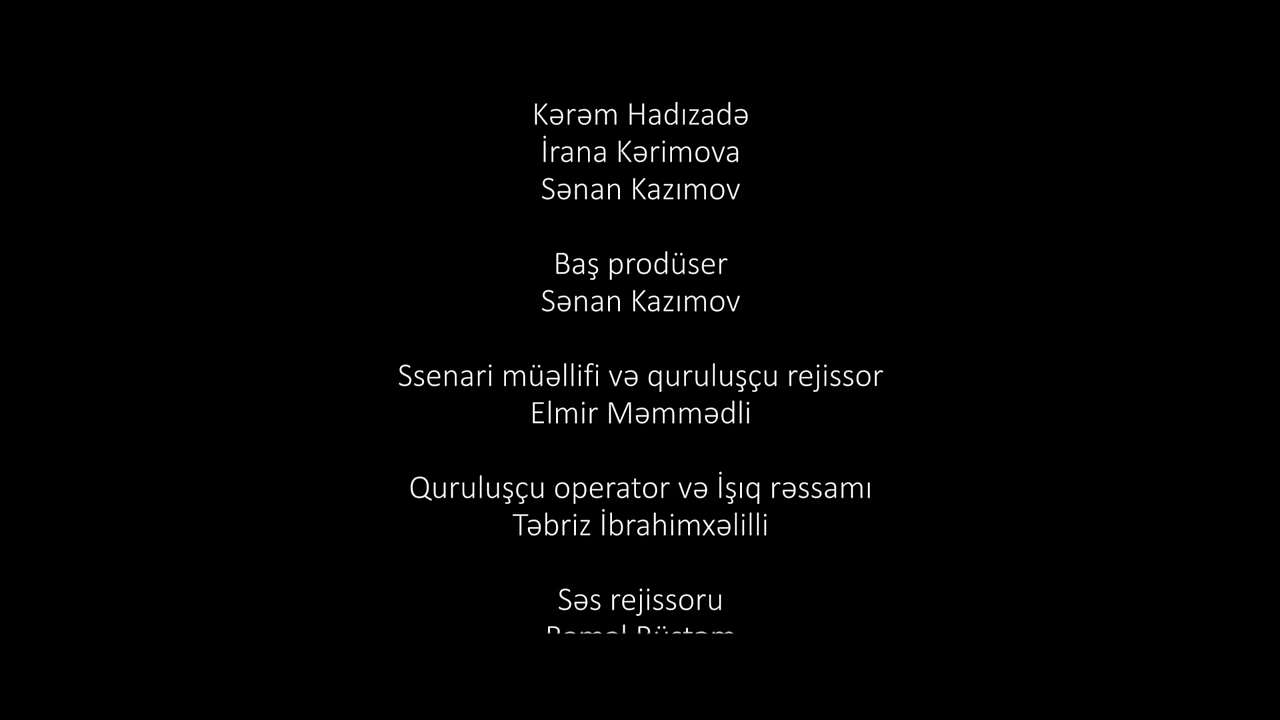 Kərəm Hadızadə
İrana Kərimova
Sənan Kazımov
Baş prodüser
Sənan Kazımov
Ssenari müəllifi və quruluşçu rejissor
Elmir Məmmədli
Quruluşçu operator və İşıq rəssamı
Təbriz İbrahimxəlilli
Səs rejissoru